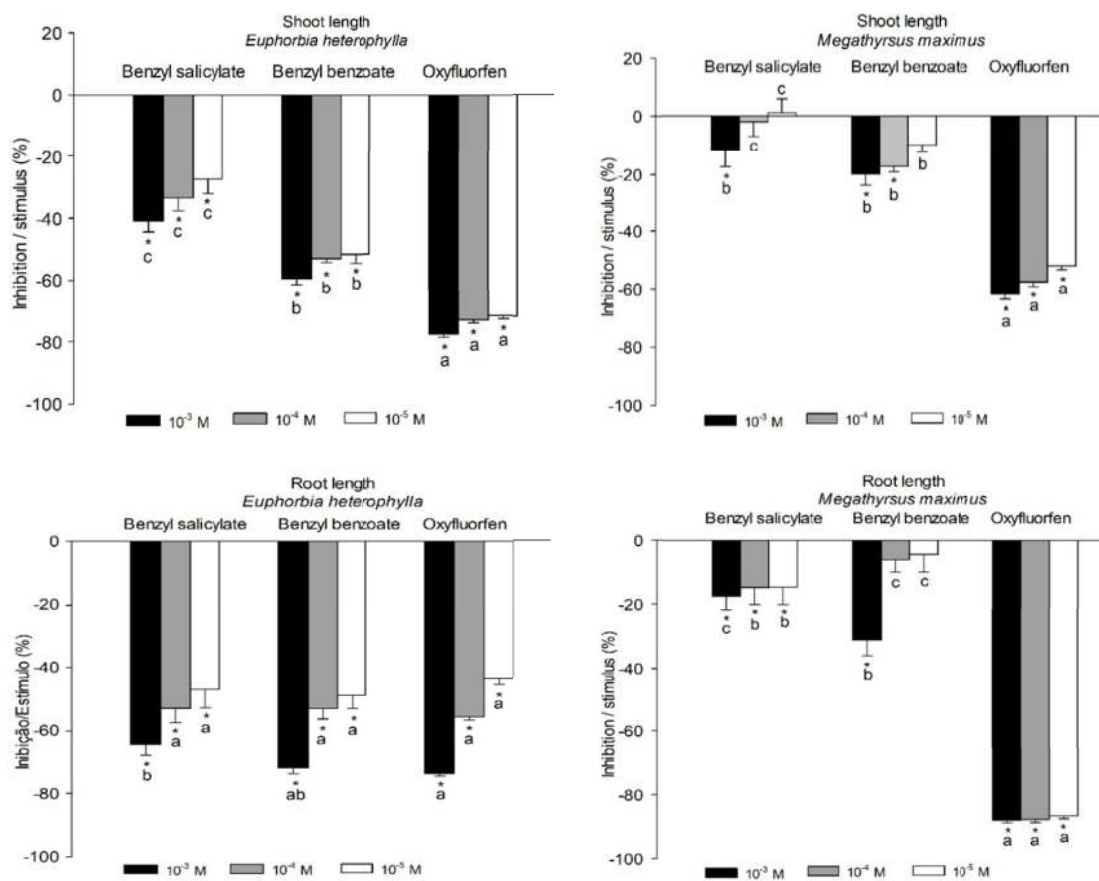 Shoot length
Euphorbia heterophylla
Benzyl salicylate Benzyl benzoate Oxyfluorfen
Inhibition / stimulus (%)
20
0
-20
-40
-60
-80
-100
* c
* c
* c
* b
* b
* b
* a
* a
* a
10⁻³ M 10⁻⁴ M 10⁻⁵ M
Shoot length
Megathyrsus maximus
Benzyl salicylate Benzyl benzoate Oxyfluorfen
Inhibition / stimulus (%)
20
0
-20
-40
-60
-80
-100
* b
c
c
* b
* b
b
* a
* a
* a
10⁻³ M 10⁻⁴ M 10⁻⁵ M
Root length
Euphorbia heterophylla
Benzyl salicylate Benzyl benzoate Oxyfluorfen
Inibição/Estímulo (%)
0
-20
-40
-60
-80
-100
* b
* a
* a
* ab
* a
* a
* a
* a
* a
10⁻³ M 10⁻⁴ M 10⁻⁵ M
Root length
Megathyrsus maximus
Benzyl salicylate Benzyl benzoate Oxyfluorfen
Inhibition / stimulus (%)
0
-20
-40
-60
-80
-100
* c
* b
* b
* b
c
c
* a
* a
* a
10⁻³ M 10⁻⁴ M 10⁻⁵ M